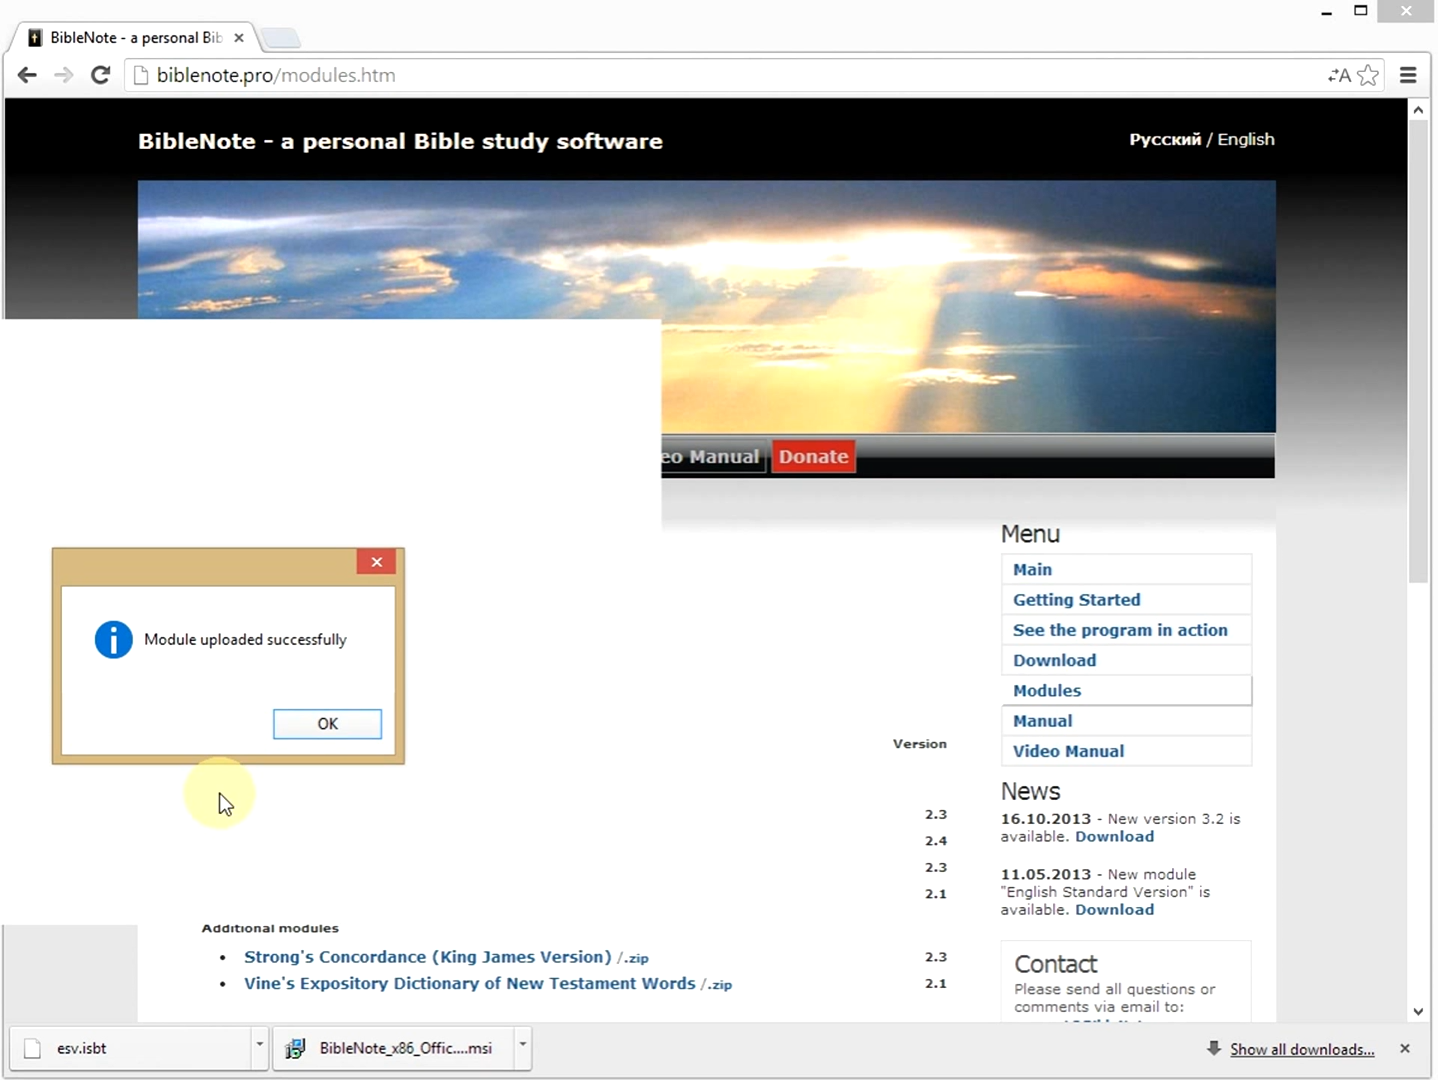 BibleNote - a personal Bib
biblenote.pro/modules.htm
BibleNote - a personal Bible study software
Русский / English
eo Manual
Donate
Menu
Main
Getting Started
See the program in action
Download
Modules
Manual
Video Manual
Module uploaded successfully
OK
Version
2.3
2.4
2.3
2.1
News
16.10.2013 - New version 3.2 is
available. Download
11.05.2013 - New module
"English Standard Version" is
available. Download
Additional modules
• Strong's Concordance (King James Version) /.zip 2.3
• Vine's Expository Dictionary of New Testament Words /.zip 2.1
Contact
Please send all questions or
comments via email to:
esv.isbt
BibleNote_x86_Offic....msi
Show all downloads...